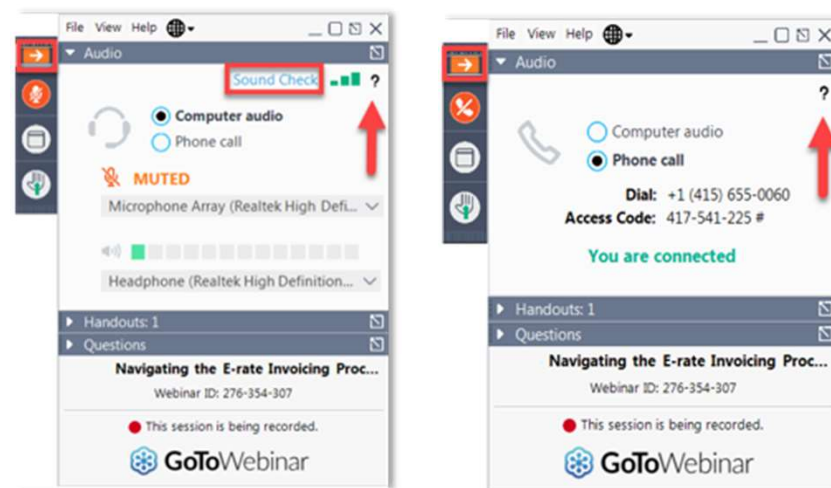 File View Help
Audio
Sound Check ?
Computer audio
Phone call
MUTED
Microphone Array (Realtek High Defi...
Headphone (Realtek High Definition...
Handouts: 1
Questions
Navigating the E-rate Invoicing Proc...
Webinar ID: 276-354-307
This session is being recorded.
GoToWebinar
File View Help
Audio
?
Computer audio
Phone call
Dial: +1 (415) 655-0060
Access Code: 417-541-225 #
You are connected
Handouts: 1
Questions
Navigating the E-rate Invoicing Proc...
Webinar ID: 276-354-307
This session is being recorded.
GoToWebinar